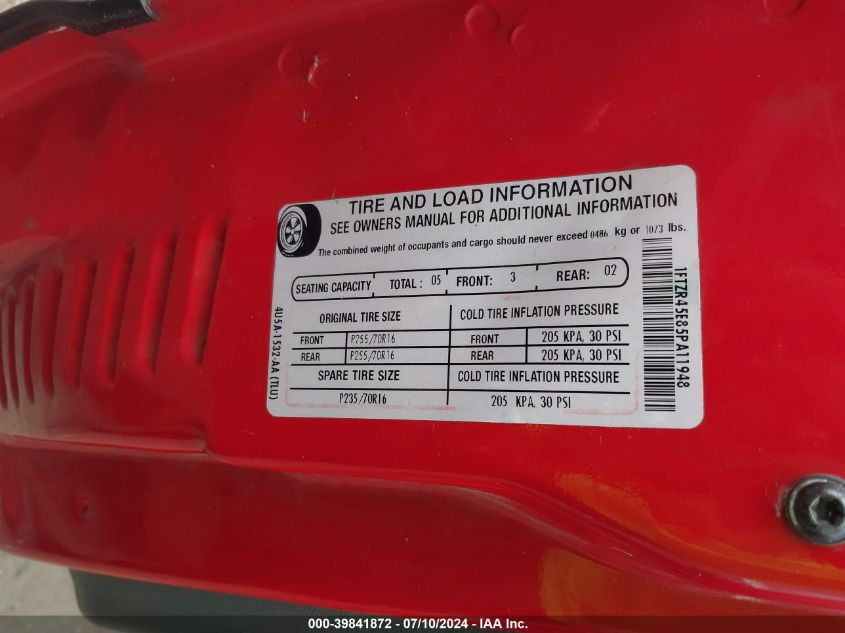 TIRE AND LOAD INFORMATION
SEE OWNERS MANUAL FOR ADDITIONAL INFORMATION
The combined weight of occupants and cargo should never exceed 0486 kg or 1073 lbs.
SEATING CAPACITY TOTAL : 05 FRONT: 3 REAR: 02
ORIGINAL TIRE SIZE COLD TIRE INFLATION PRESSURE
FRONT P255/70R16 FRONT 205 KPA, 30 PSI
REAR P255/70R16 REAR 205 KPA, 30 PSI
SPARE TIRE SIZE COLD TIRE INFLATION PRESSURE
P235/70R16 205 KPA, 30 PSI
4U5A-1532-AA (TLU)
1FTZR45E85PA11948
000-39841872 - 07/10/2024 - IAA Inc.